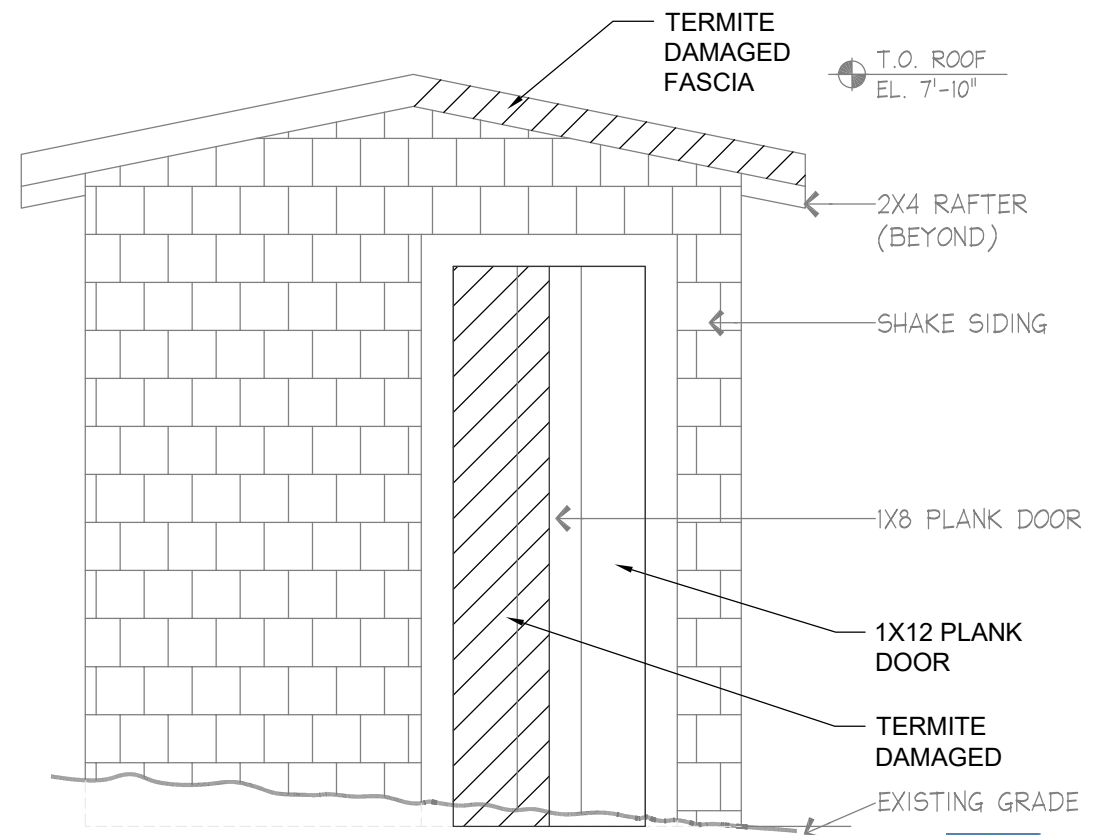 TERMITE
DAMAGED
FASCIA
T.O. ROOF
EL. 7'-10"
2X4 RAFTER
(BEYOND)
SHAKE SIDING
1X8 PLANK DOOR
1X12 PLANK
DOOR
TERMITE
DAMAGED
EXISTING GRADE